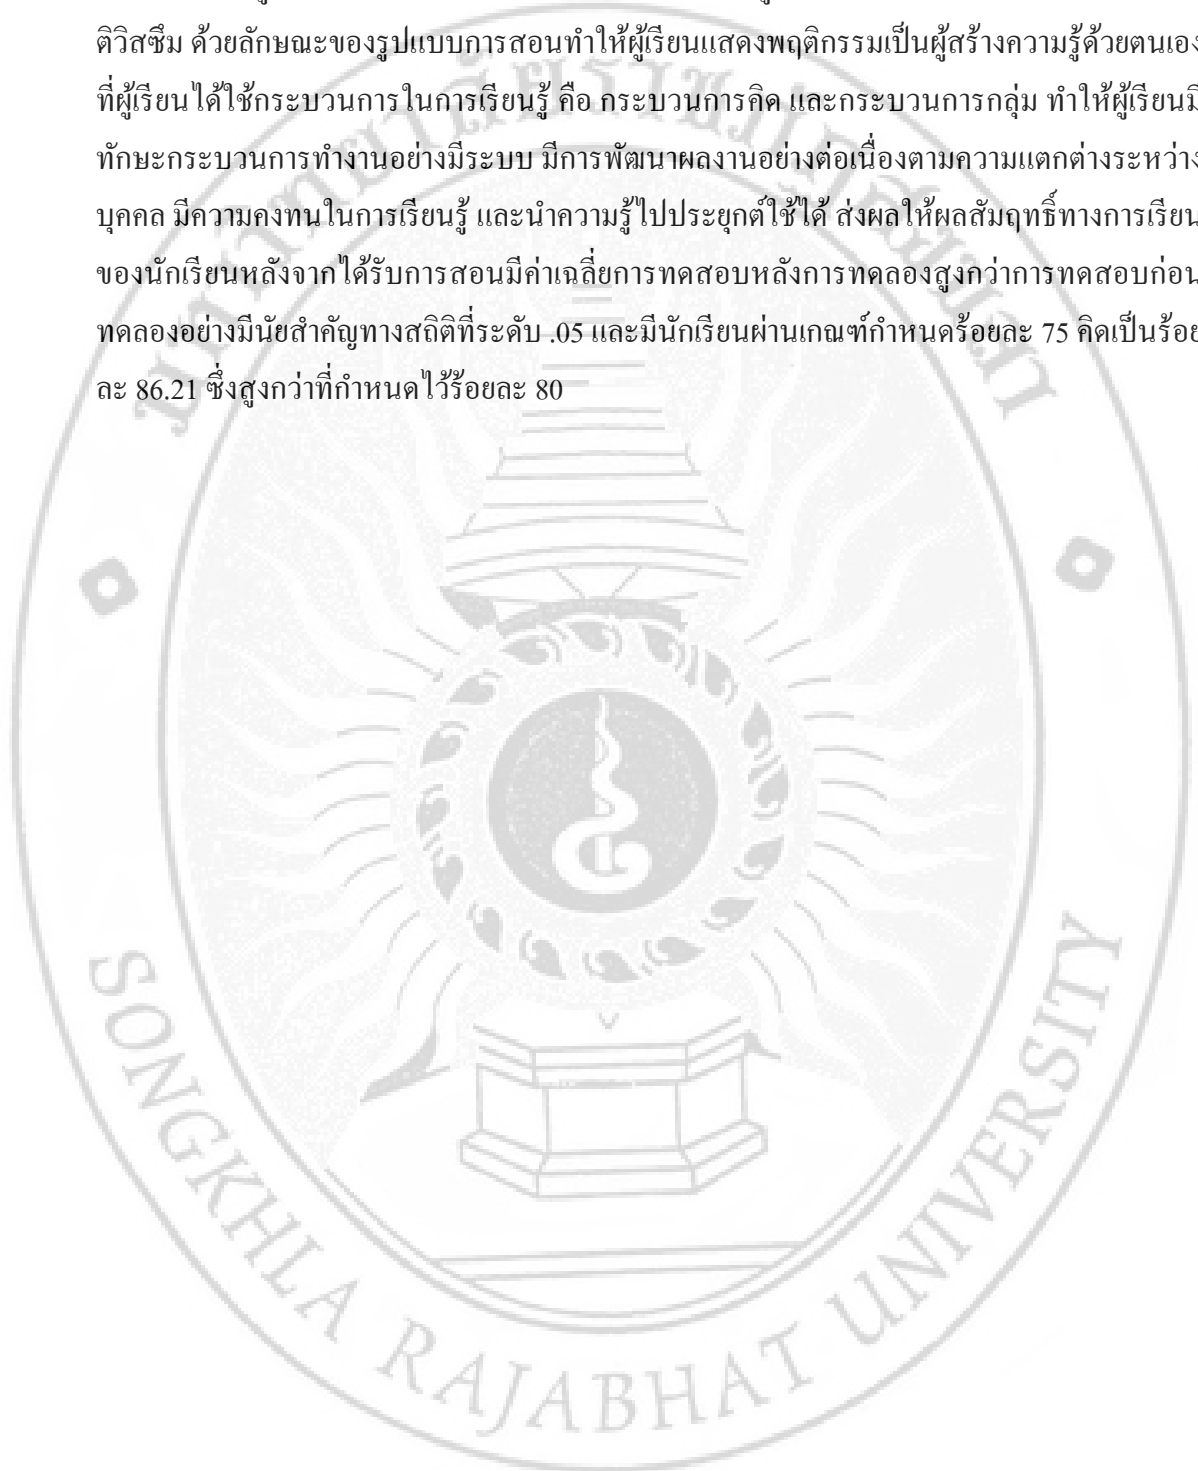 ติวิสซึม ด้วยลักษณะของรูปแบบการสอนทำให้ผู้เรียนแสดงพฤติกรรมเป็นผู้สร้างความรู้ด้วยตนเอง
ที่ผู้เรียนได้ใช้กระบวนการในการเรียนรู้ คือ กระบวนการคิด และกระบวนการกลุ่ม ทำให้ผู้เรียนมี
ทักษะกระบวนการทำงานอย่างมีระบบ มีการพัฒนาผลงานอย่างต่อเนื่องตามความแตกต่างระหว่าง
บุคคล มีความคงทนในการเรียนรู้ และนำความรู้ไปประยุกต์ใช้ได้ ส่งผลให้ผลสัมฤทธิ์ทางการเรียน
ของนักเรียนหลังจากได้รับการสอนมีค่าเฉลี่ยการทดสอบหลังการทดลองสูงกว่าการทดสอบก่อน
ทดลองอย่างมีนัยสำคัญทางสถิติที่ระดับ .05 และมีนักเรียนผ่านเกณฑ์กำหนดร้อยละ 75 คิดเป็นร้อย
ละ 86.21 ซึ่งสูงกว่าที่กำหนดไว้ร้อยละ 80
มหาวิทยาลัยราชภัฏสงขลา
SONGKHLA RAJABHAT UNIVERSITY